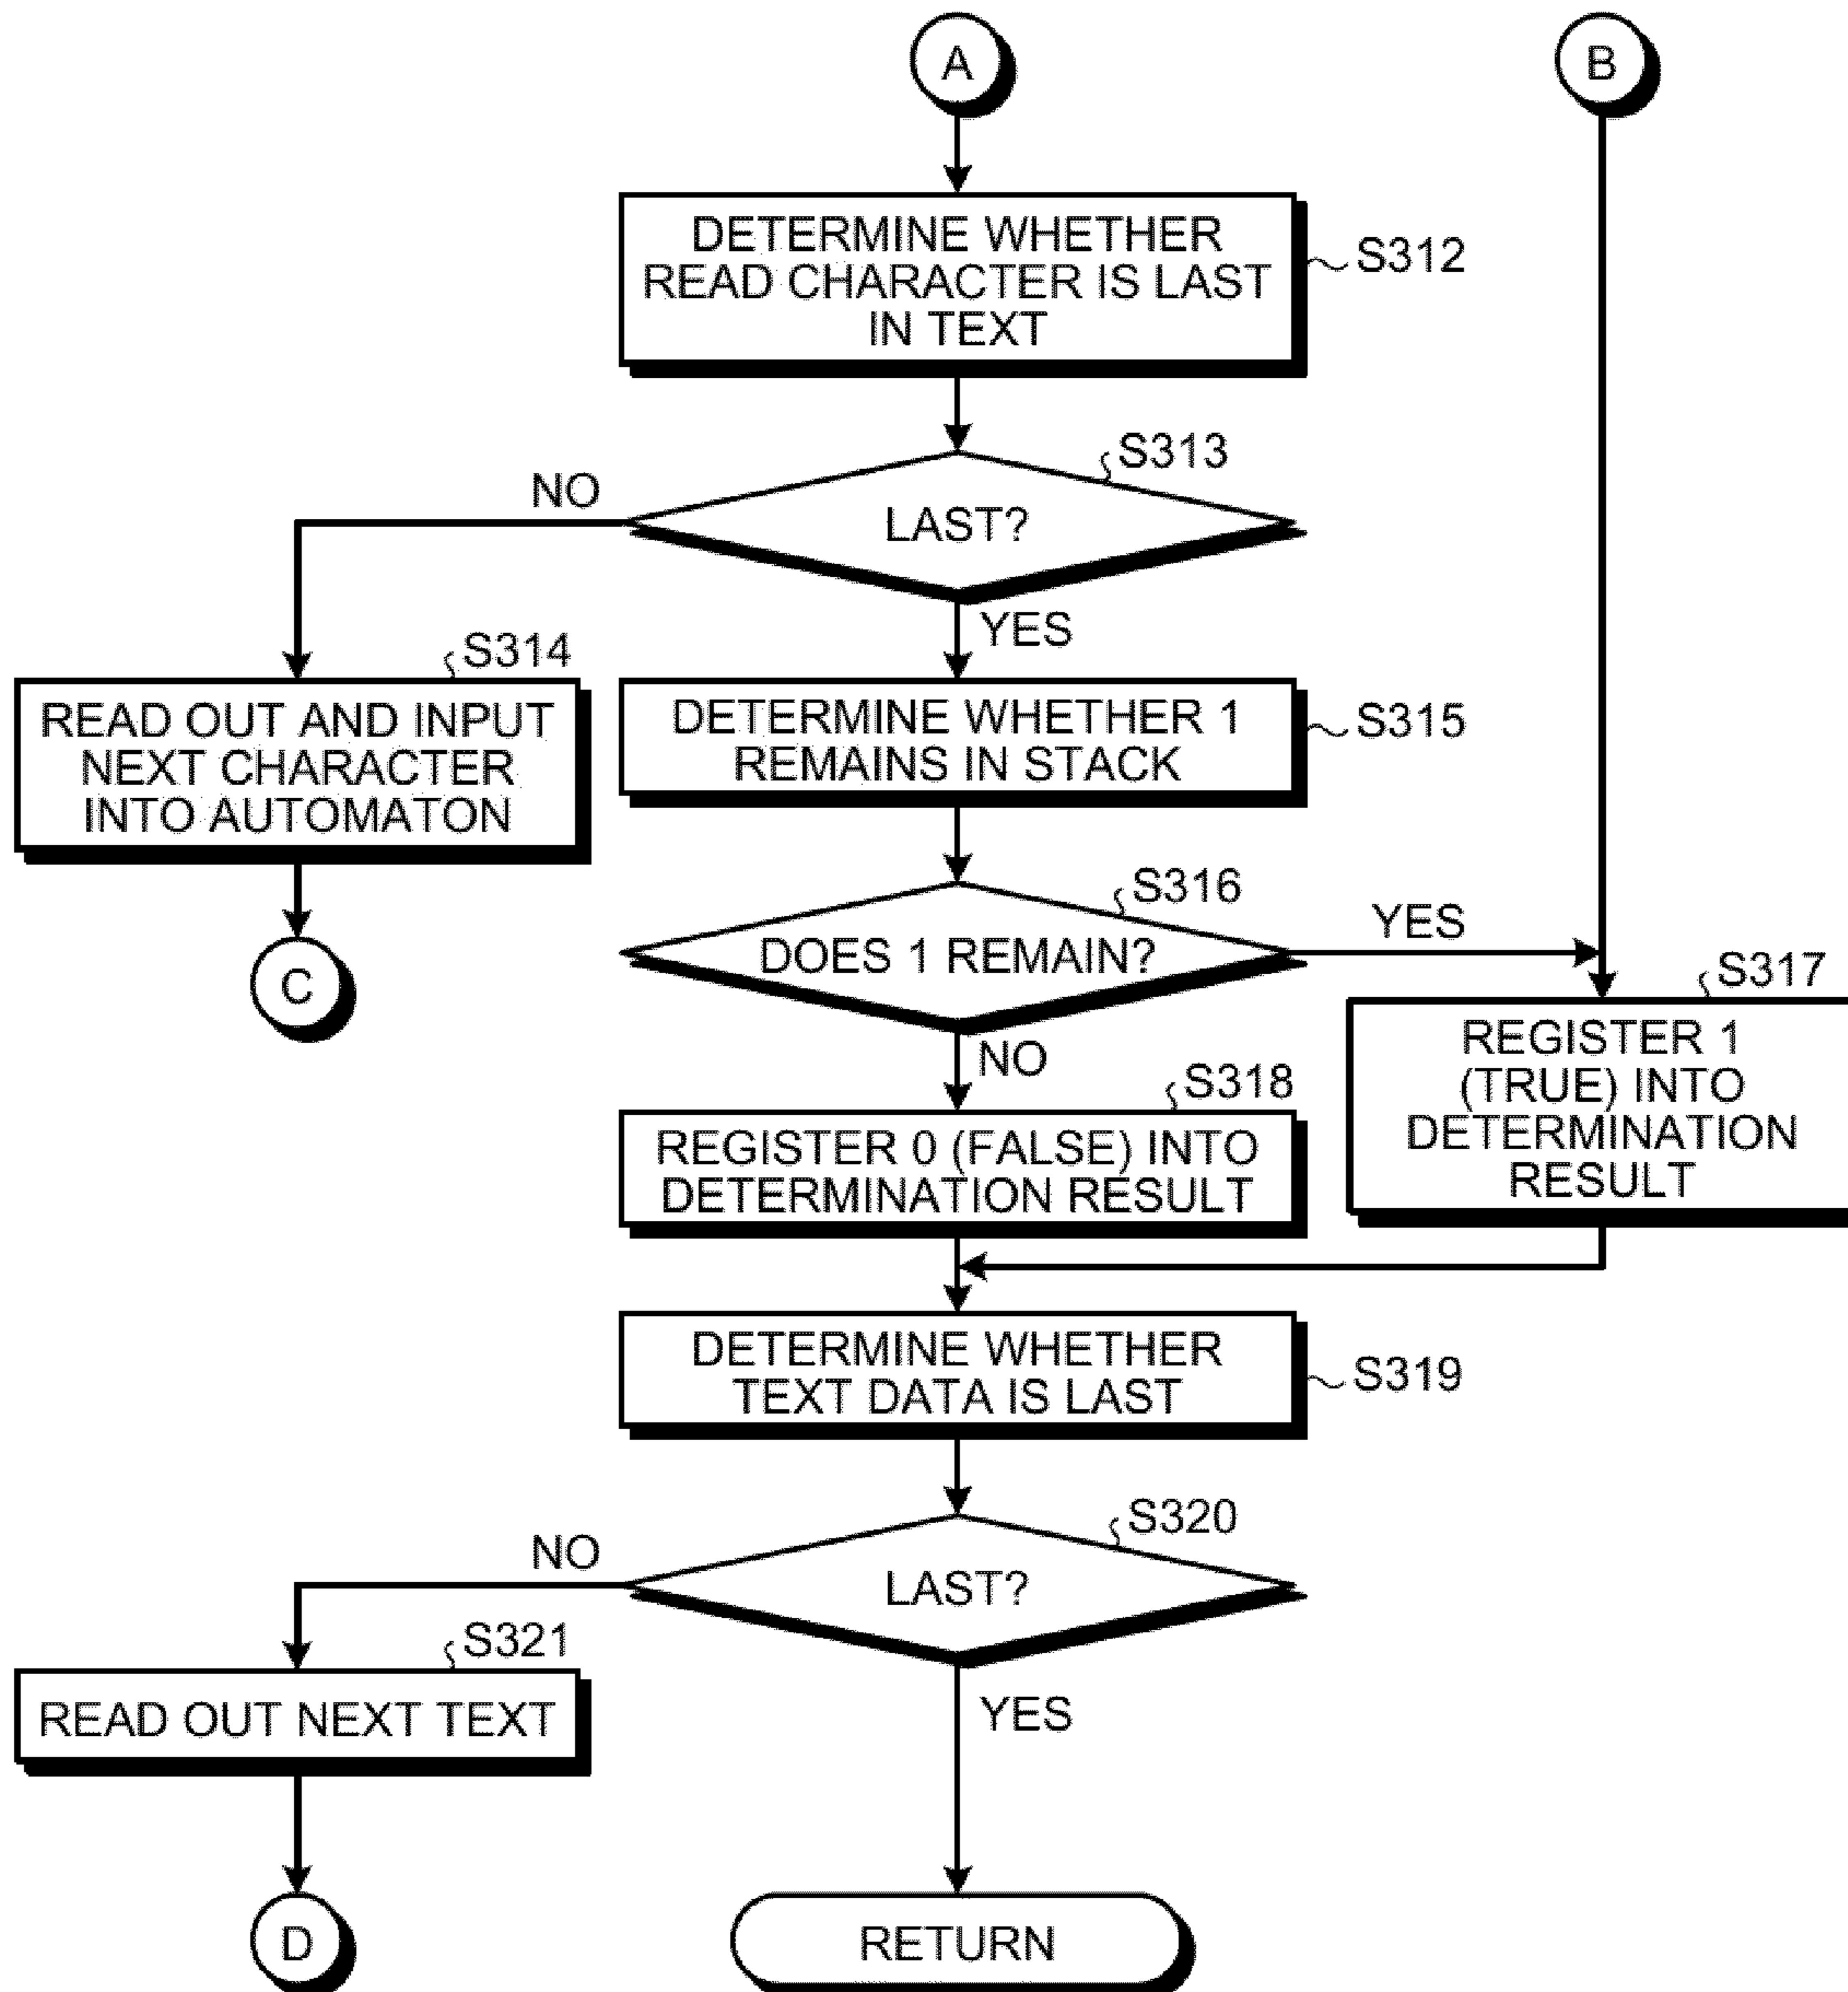 A
B
DETERMINE WHETHER
READ CHARACTER IS LAST
IN TEXT
S312
S313
NO
LAST?
YES
S314
READ OUT AND INPUT
NEXT CHARACTER
INTO AUTOMATON
DETERMINE WHETHER 1
REMAINS IN STACK
S315
C
S316
DOES 1 REMAIN?
YES
NO
S317
REGISTER 1
(TRUE) INTO
DETERMINATION
RESULT
S318
REGISTER 0 (FALSE) INTO
DETERMINATION RESULT
DETERMINE WHETHER
TEXT DATA IS LAST
S319
S320
NO
LAST?
YES
S321
READ OUT NEXT TEXT
D
RETURN